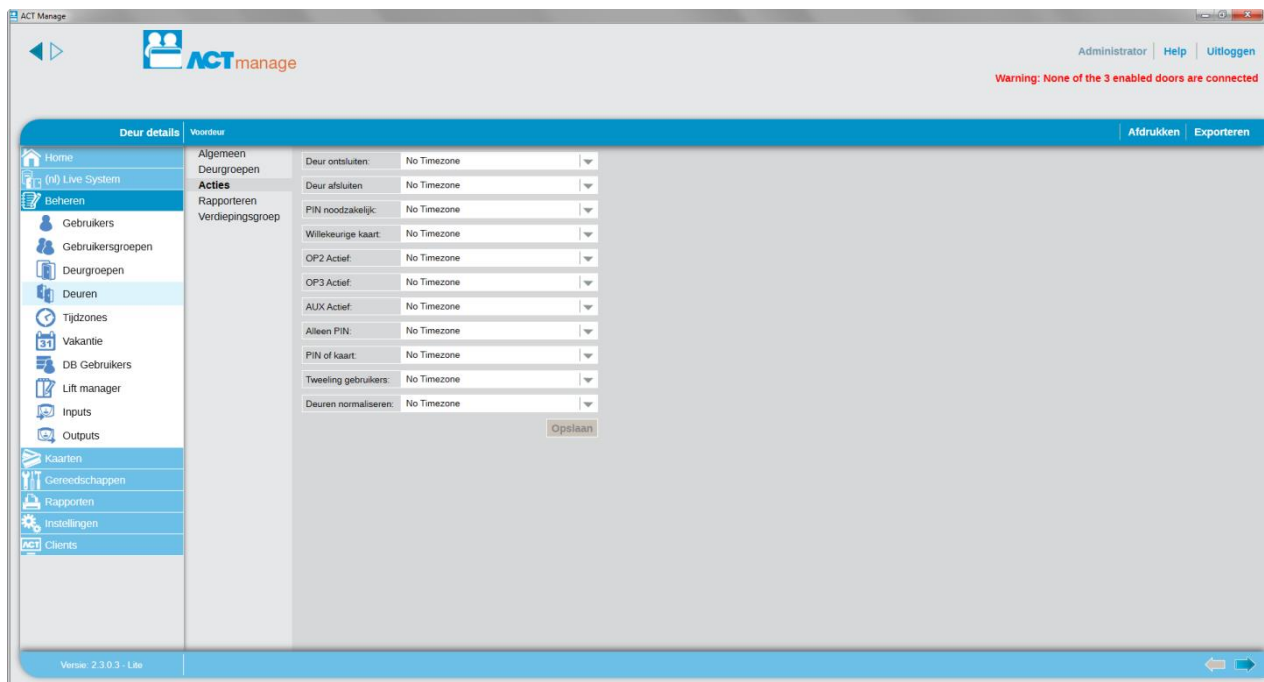 ACT Manage
ACTmanage
Administrator Help Uitloggen
Warning: None of the 3 enabled doors are connected
Deur details Voordeur Afdrukken Exporteren
Home
(nl) Live System
Beheren
Gebruikers
Gebruikersgroepen
Deurgroepen
Deuren
Tijdzones
31 Vakantie
DB Gebruikers
Lift manager
Inputs
Outputs
Kaarten
Gereedschappen
Rapporten
Instellingen
ACT Clients
Algemeen
Deurgroepen
Acties
Rapporteren
Verdiepingsgroep
Deur ontsluiten: No Timezone
Deur afsluiten No Timezone
PIN noodzakelijk: No Timezone
Willekeurige kaart: No Timezone
OP2 Actief: No Timezone
OP3 Actief: No Timezone
AUX Actief: No Timezone
Alleen PIN: No Timezone
PIN of kaart: No Timezone
Tweeling gebruikers: No Timezone
Deuren normaliseren: No Timezone
Opslaan
Versie: 2.3.0.3 - Lite